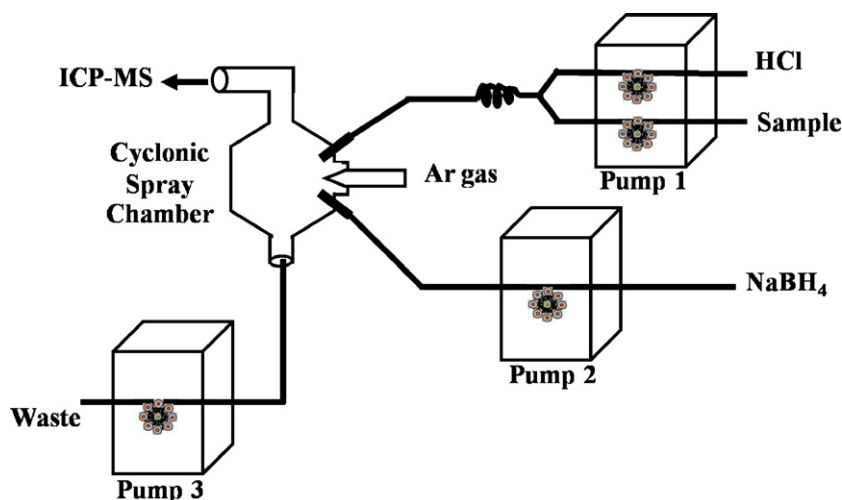 ICP-MS
HCl
Sample
Pump 1
Cyclonic
Spray
Chamber
Ar gas
NaBH₄
Pump 2
Waste
Pump 3